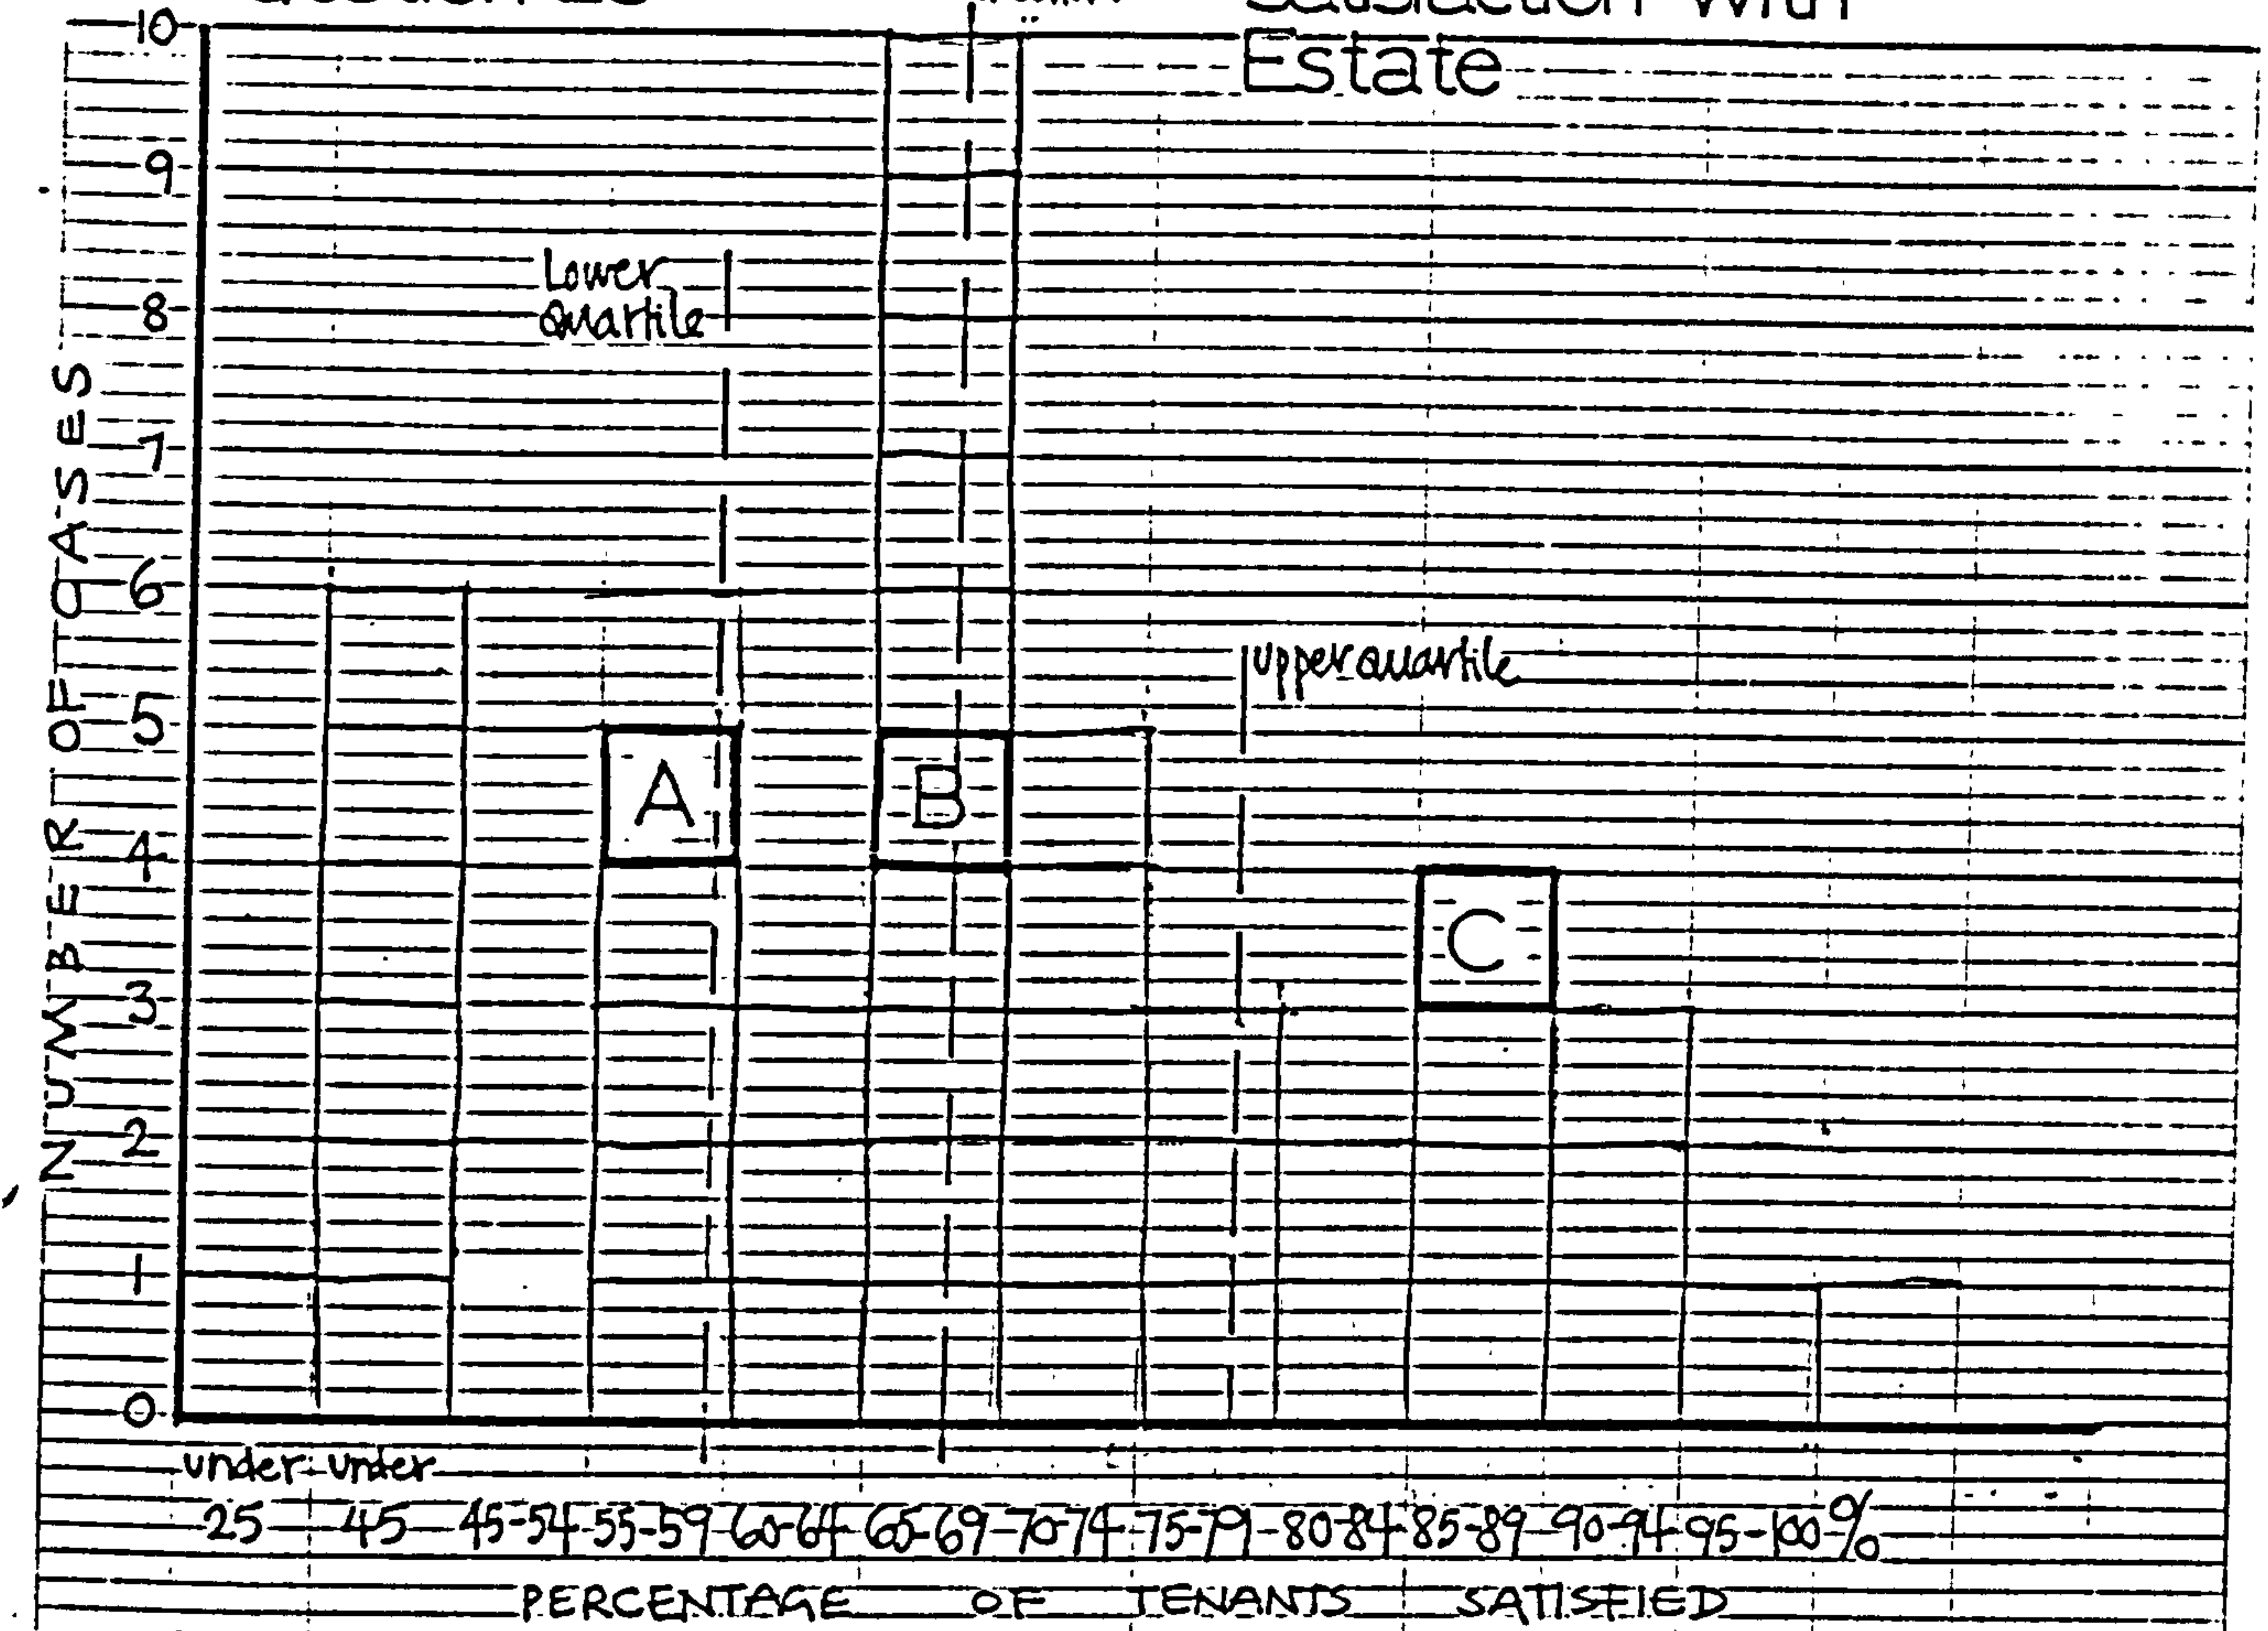 Satisfaction with
Estate
10
9
8
7
6
5
4
3
2
1
0
NUMBER OF CASES
Lower
Quartile
upper quartile
A
B
C
under under
25 45 45-54 55-59 60-64 65-69 70-74 75-79 80-84 85-89 90-94 95-100%
PERCENTAGE OF TENANTS SATISFIED